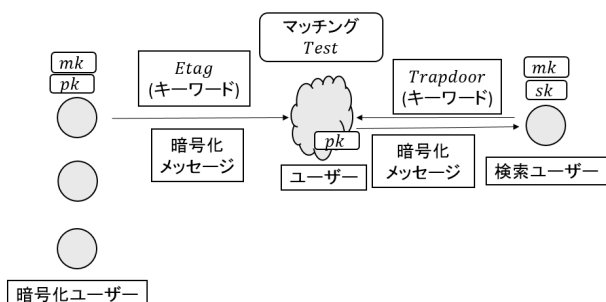 マッチング
Test
mk
pk
Etag
(キーワード)
Trapdoor
(キーワード)
mk
sk
pk
暗号化
メッセージ
ユーザー
暗号化
メッセージ
検索ユーザー
暗号化ユーザー